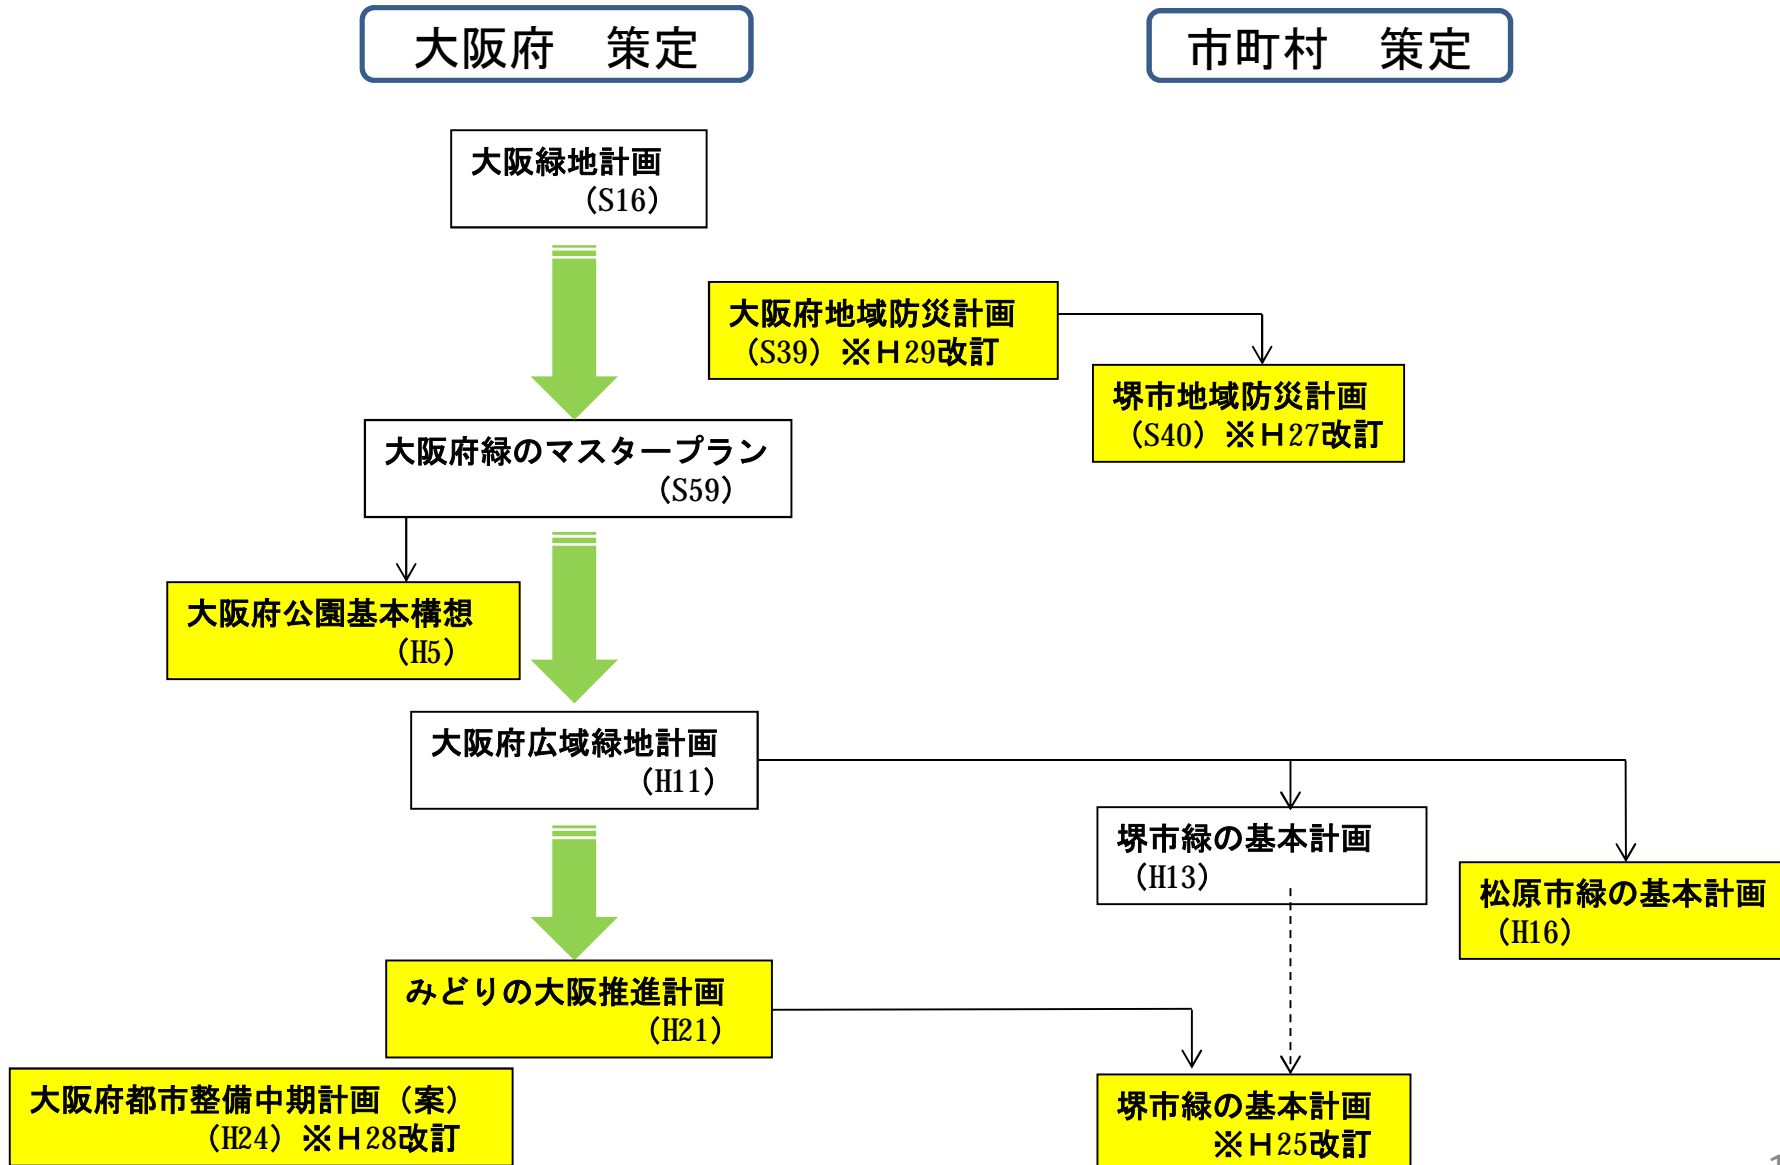 大阪府　策定
市町村　策定
大阪緑地計画
（S16）
大阪府地域防災計画
（S39）※Ｈ29改訂
堺市地域防災計画
（S40）※Ｈ27改訂
大阪府緑のマスタープラン
（S59）
大阪府公園基本構想
（H5）
大阪府広域緑地計画
（H11）
堺市緑の基本計画
（H13）
松原市緑の基本計画
（H16）
みどりの大阪推進計画
（H21）
大阪府都市整備中期計画（案）
（H24）※Ｈ28改訂
堺市緑の基本計画
※Ｈ25改訂